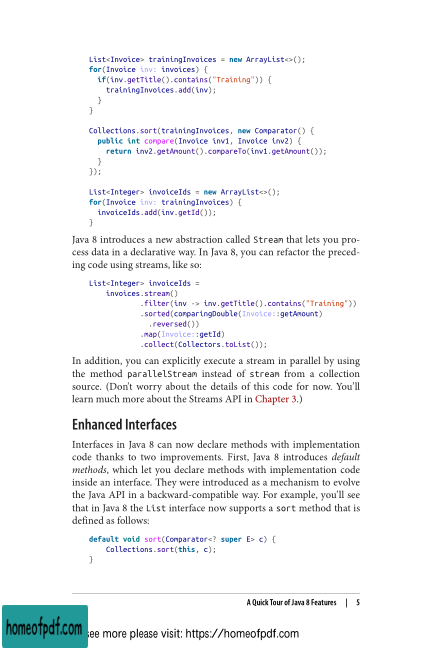 List<Invoice> trainingInvoices = new ArrayList<>();
for(Invoice inv: invoices) {
  if(inv.getTitle().contains("Training")) {
    trainingInvoices.add(inv);
  }
}
Collections.sort(trainingInvoices, new Comparator() {
  public int compare(Invoice inv1, Invoice inv2) {
    return inv2.getAmount().compareTo(inv1.getAmount());
  }
});
List<Integer> invoiceIds = new ArrayList<>();
for(Invoice inv: trainingInvoices) {
  invoiceIds.add(inv.getId());
}
Java 8 introduces a new abstraction called Stream that lets you pro-
cess data in a declarative way. In Java 8, you can refactor the preced-
ing code using streams, like so:
List<Integer> invoiceIds =
    invoices.stream()
            .filter(inv -> inv.getTitle().contains("Training"))
            .sorted(comparingDouble(Invoice::getAmount)
              .reversed())
            .map(Invoice::getId)
            .collect(Collectors.toList());
In addition, you can explicitly execute a stream in parallel by using
the method parallelStream instead of stream from a collection
source. (Don't worry about the details of this code for now. You'll
learn much more about the Streams API in Chapter 3.)
Enhanced Interfaces
Interfaces in Java 8 can now declare methods with implementation
code thanks to two improvements. First, Java 8 introduces default
methods, which let you declare methods with implementation code
inside an interface. They were introduced as a mechanism to evolve
the Java API in a backward-compatible way. For example, you'll see
that in Java 8 the List interface now supports a sort method that is
defined as follows:
default void sort(Comparator<? super E> c) {
    Collections.sort(this, c);
}
A Quick Tour of Java 8 Features | 5
homeofpdf.com
see more please visit: https://homeofpdf.com